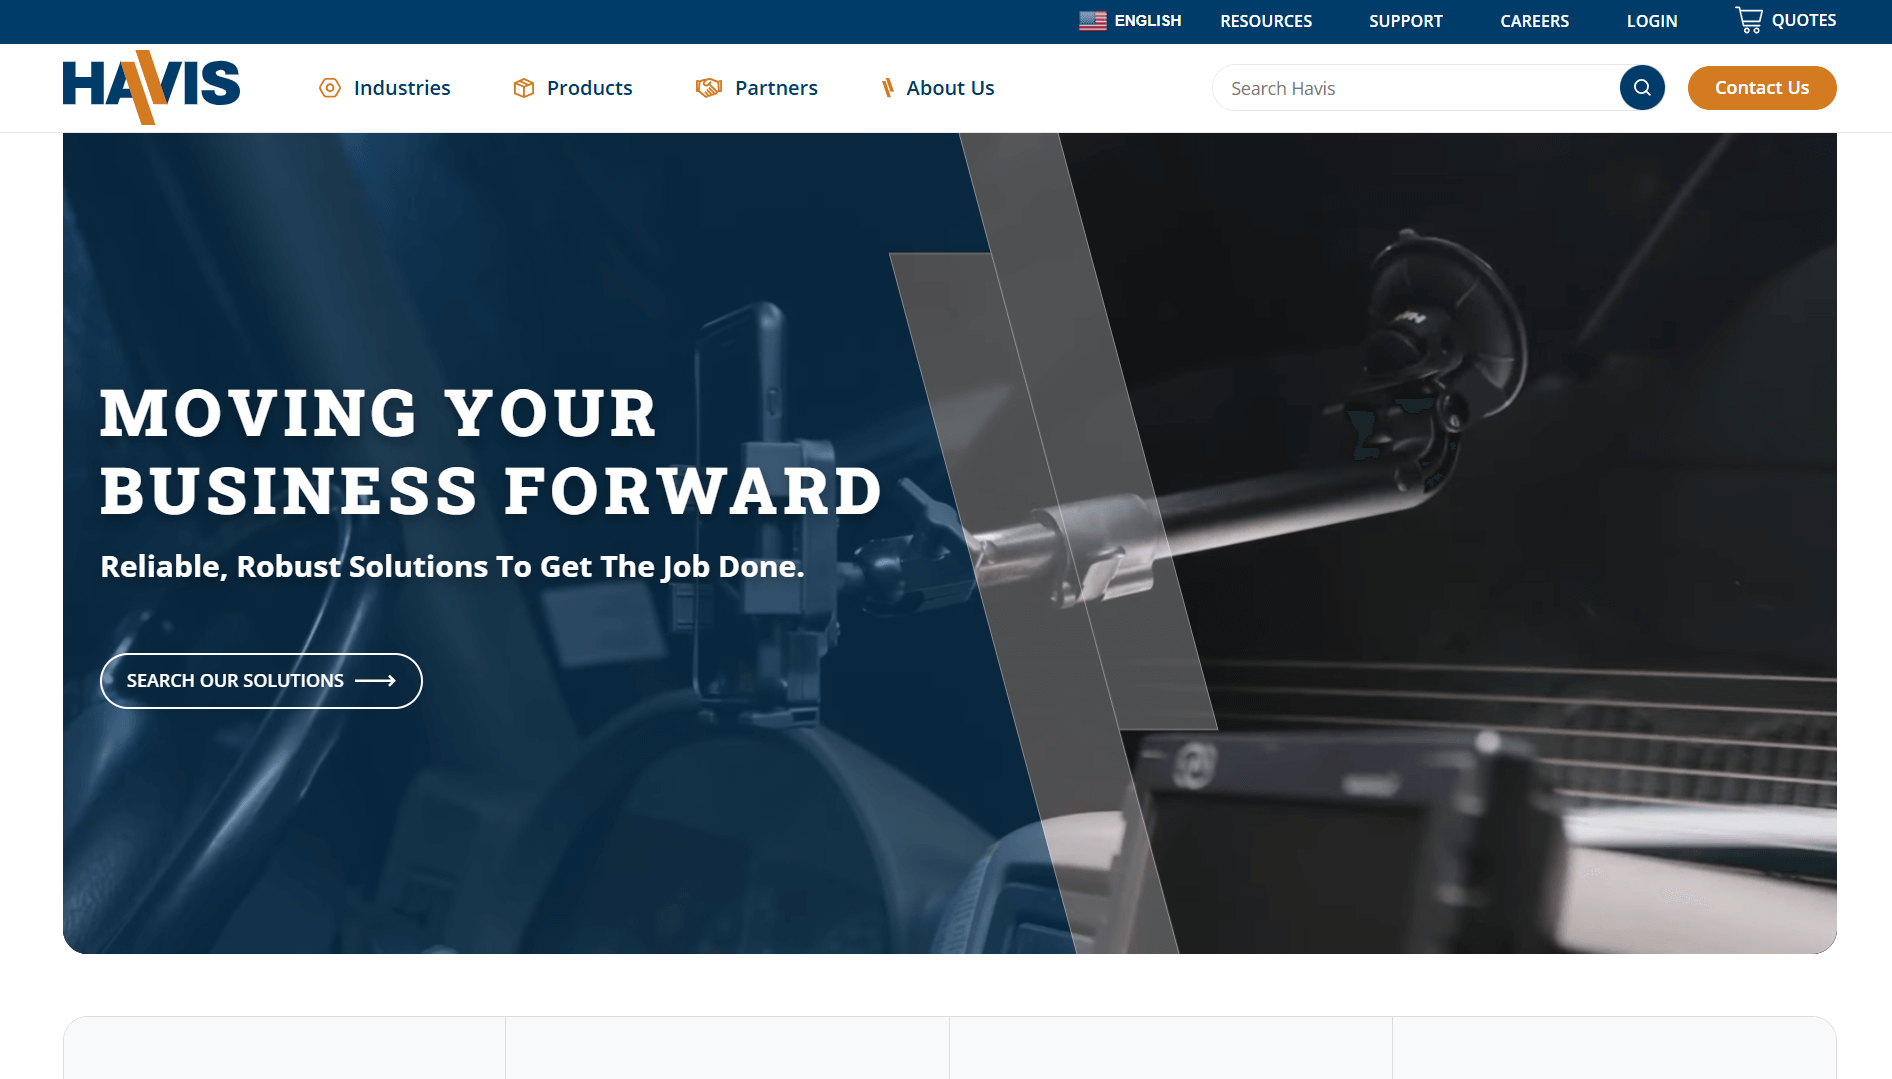 ENGLISH
RESOURCES
SUPPORT
CAREERS
LOGIN
QUOTES
HAVIS
Industries
Products
Partners
About Us
Search Havis
Contact Us
MOVING YOUR
BUSINESS FORWARD
Reliable, Robust Solutions To Get The Job Done.
SEARCH OUR SOLUTIONS